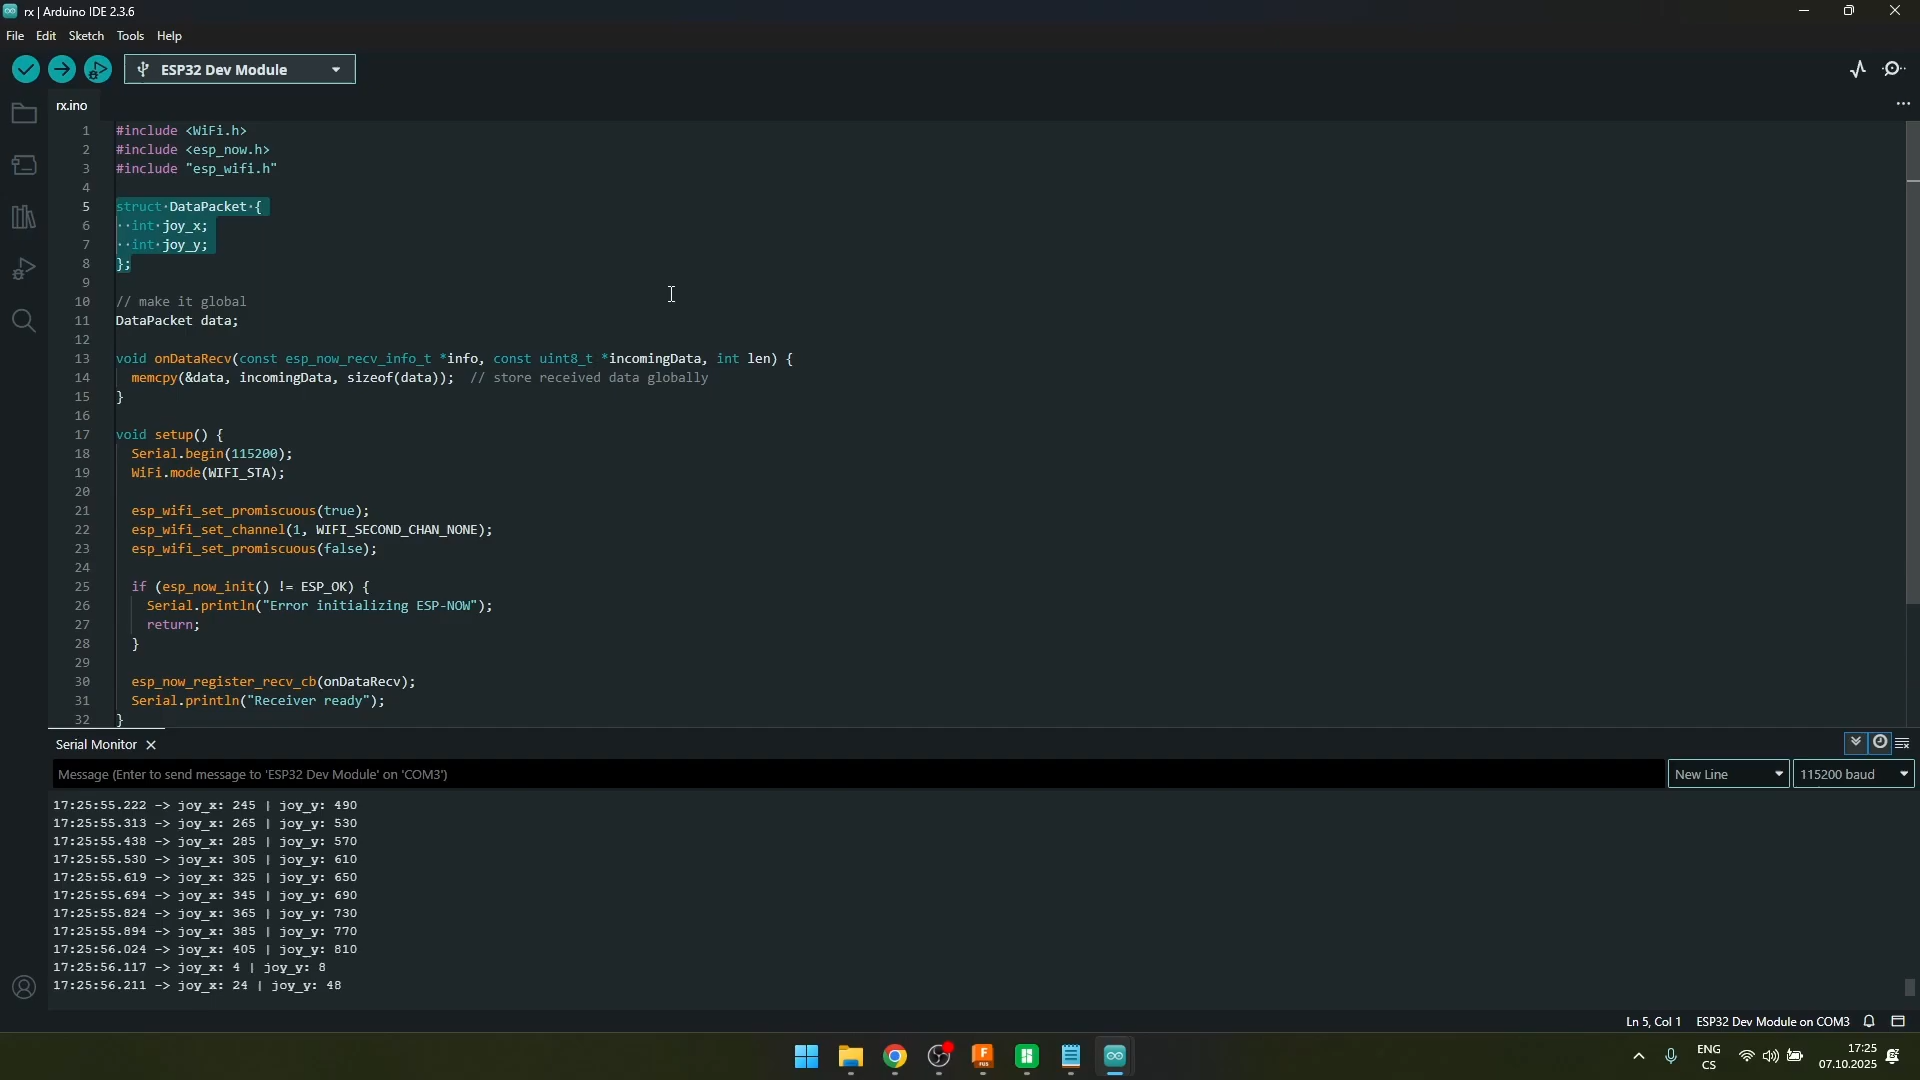 rx | Arduino IDE 2.3.6
File Edit Sketch Tools Help
ESP32 Dev Module
rx.ino
1 #include <WiFi.h>
2 #include <esp_now.h>
3 #include "esp_wifi.h"
4
5 struct·DataPacket·{
6 ··int·joy_x;
7 ··int·joy_y;
8 };
9
10 // make it global
11 DataPacket data;
12
13 void onDataRecv(const esp_now_recv_info_t *info, const uint8_t *incomingData, int len) {
14 memcpy(&data, incomingData, sizeof(data)); // store received data globally
15 }
16
17 void setup() {
18 Serial.begin(115200);
19 WiFi.mode(WIFI_STA);
20
21 esp_wifi_set_promiscuous(true);
22 esp_wifi_set_channel(1, WIFI_SECOND_CHAN_NONE);
23 esp_wifi_set_promiscuous(false);
24
25 if (esp_now_init() != ESP_OK) {
26 Serial.println("Error initializing ESP-NOW");
27 return;
28 }
29
30 esp_now_register_recv_cb(onDataRecv);
31 Serial.println("Receiver ready");
32 }
Serial Monitor
Message (Enter to send message to 'ESP32 Dev Module' on 'COM3') New Line 115200 baud
17:25:55.222 -> joy_x: 245 | joy_y: 490
17:25:55.313 -> joy_x: 265 | joy_y: 530
17:25:55.438 -> joy_x: 285 | joy_y: 570
17:25:55.530 -> joy_x: 305 | joy_y: 610
17:25:55.619 -> joy_x: 325 | joy_y: 650
17:25:55.694 -> joy_x: 345 | joy_y: 690
17:25:55.824 -> joy_x: 365 | joy_y: 730
17:25:55.894 -> joy_x: 385 | joy_y: 770
17:25:56.024 -> joy_x: 405 | joy_y: 810
17:25:56.117 -> joy_x: 4 | joy_y: 8
17:25:56.211 -> joy_x: 24 | joy_y: 48
Ln 5, Col 1 ESP32 Dev Module on COM3
ENG 17:25
CS 07.10.2025